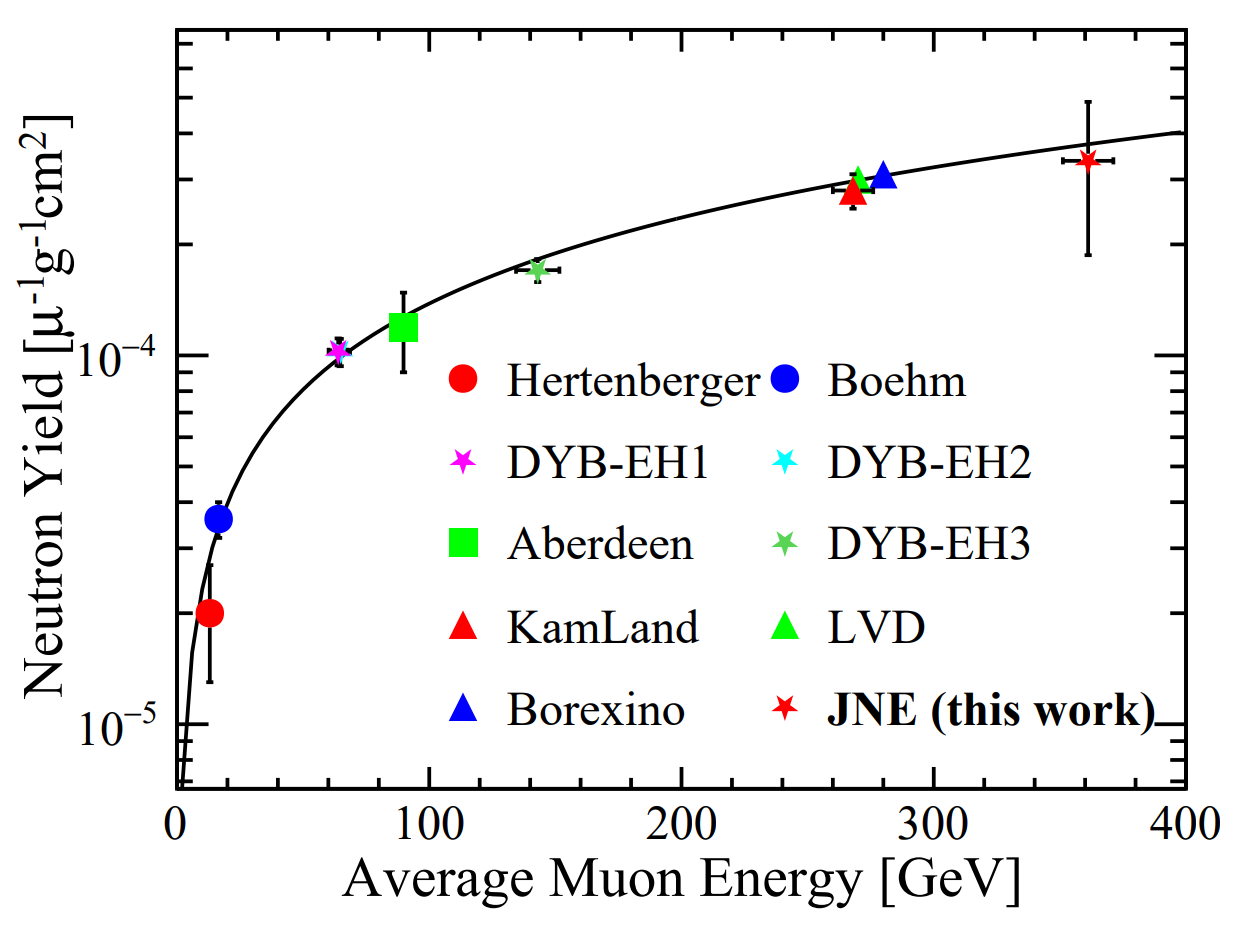 Neutron Yield [μ⁻¹g⁻¹cm²]
10⁻⁴
10⁻⁵
Hertenberger Boehm
DYB-EH1 DYB-EH2
Aberdeen DYB-EH3
KamLand LVD
Borexino JNE (this work)
0 100 200 300 400
Average Muon Energy [GeV]